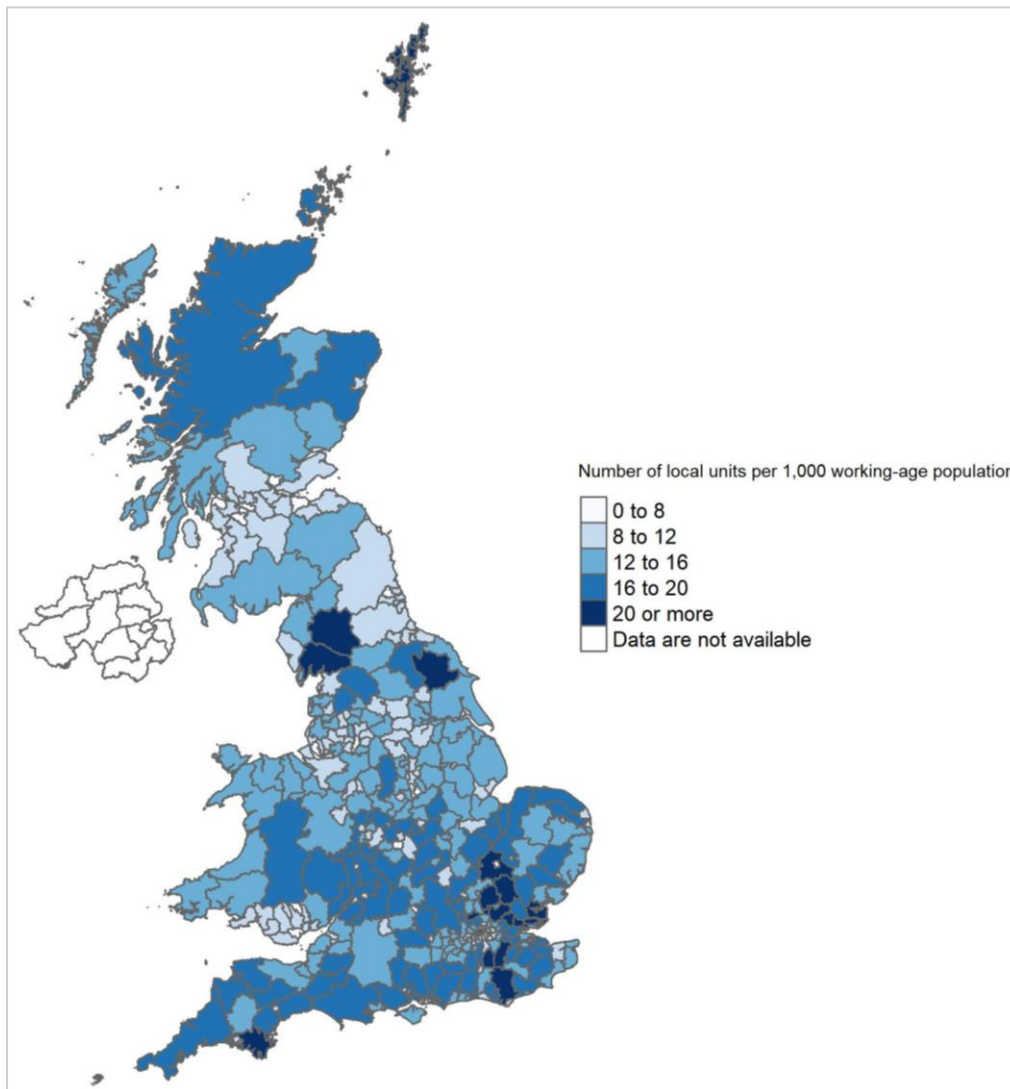 Number of local units per 1,000 working-age population
0 to 8
8 to 12
12 to 16
16 to 20
20 or more
Data are not available